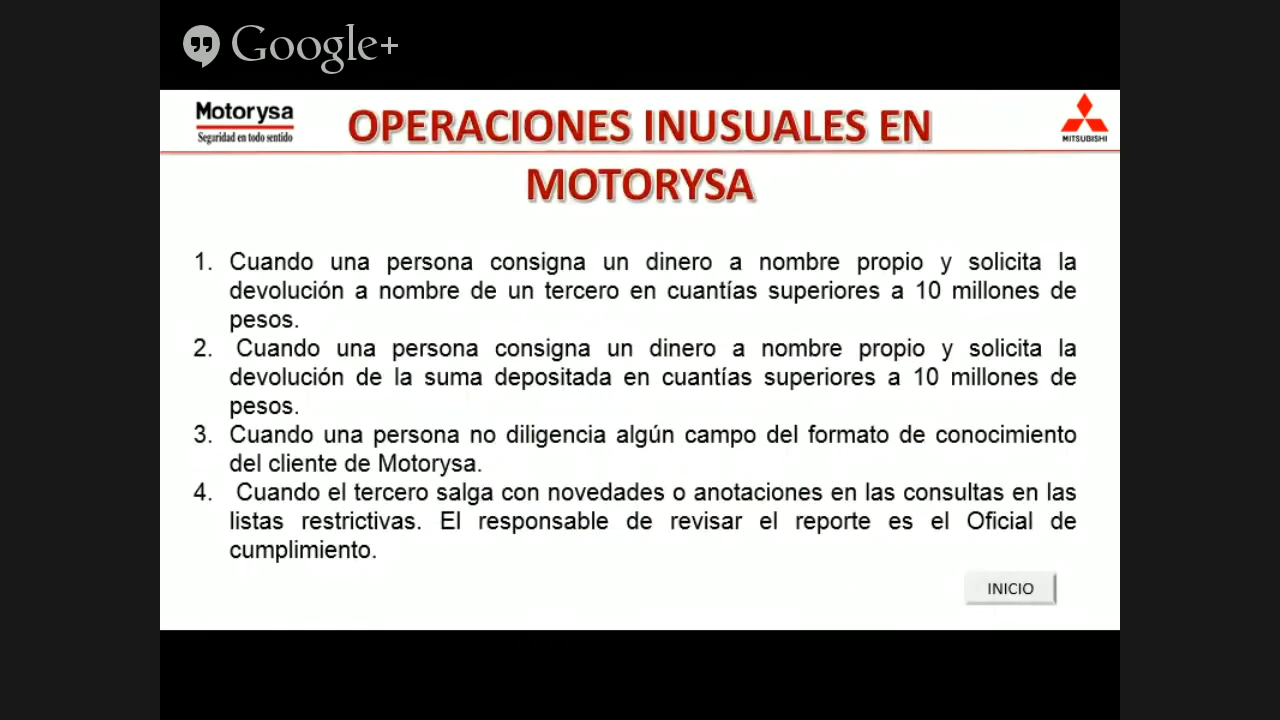 Google+
Motorysa
Seguridad en todo sentido
OPERACIONES INUSUALES EN
MOTORYSA
MITSUBISHI
1. Cuando una persona consigna un dinero a nombre propio y solicita la
devolución a nombre de un tercero en cuantías superiores a 10 millones de
pesos.
2. Cuando una persona consigna un dinero a nombre propio y solicita la
devolución de la suma depositada en cuantías superiores a 10 millones de
pesos.
3. Cuando una persona no diligencia algún campo del formato de conocimiento
del cliente de Motorysa.
4. Cuando el tercero salga con novedades o anotaciones en las consultas en las
listas restrictivas. El responsable de revisar el reporte es el Oficial de
cumplimiento.
INICIO